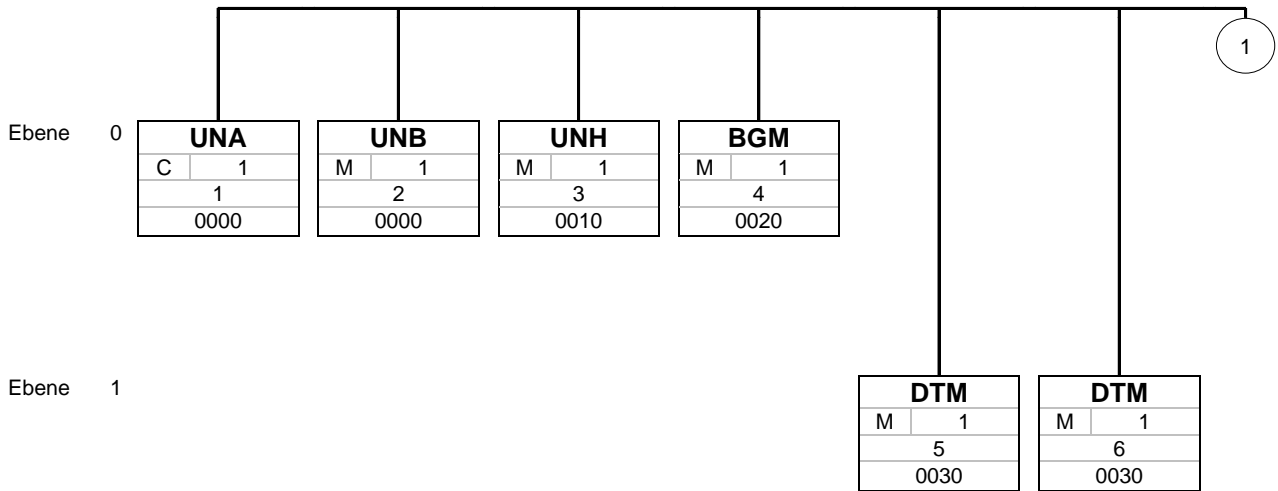 1
Ebene 0
UNA UNB UNH BGM
C 1 M 1 M 1 M 1
1 2 3 4
0000 0000 0010 0020
Ebene 1
DTM DTM
M 1 M 1
5 6
0030 0030